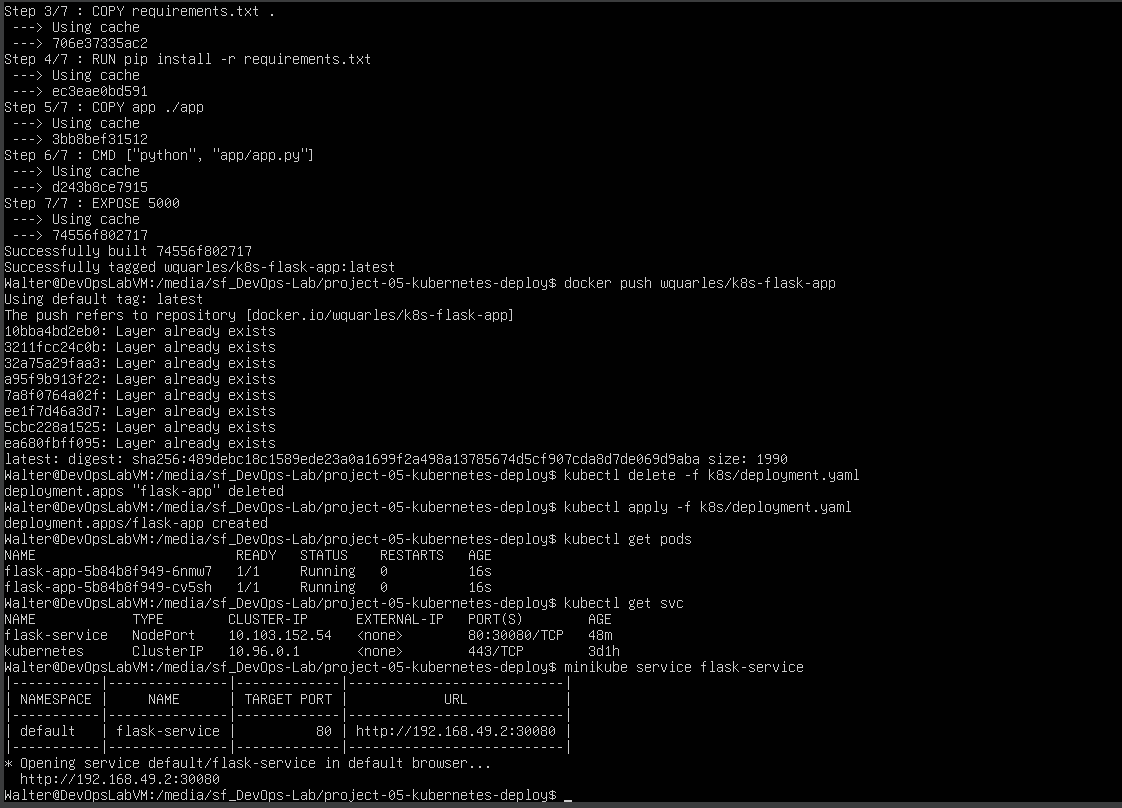 Step 3/7 : COPY requirements.txt .
 ---> Using cache
 ---> 706e37335ac2
Step 4/7 : RUN pip install -r requirements.txt
 ---> Using cache
 ---> ec3eae0bd591
Step 5/7 : COPY app ./app
 ---> Using cache
 ---> 3bb8bef31512
Step 6/7 : CMD ["python", "app/app.py"]
 ---> Using cache
 ---> d243b8ce7915
Step 7/7 : EXPOSE 5000
 ---> Using cache
 ---> 74556f802717
Successfully built 74556f802717
Successfully tagged wquarles/k8s-flask-app:latest
Walter@DevOpsLabVM:/media/sf_DevOps-Lab/project-05-kubernetes-deploy$ docker push wquarles/k8s-flask-app
Using default tag: latest
The push refers to repository [docker.io/wquarles/k8s-flask-app]
10bba4bd2eb0: Layer already exists
3211fcc24c0b: Layer already exists
32a75a29faa3: Layer already exists
a95f9b913f22: Layer already exists
7a8f0764a02f: Layer already exists
ee1f7d46a3d7: Layer already exists
5cbc228a1525: Layer already exists
ea680fbff095: Layer already exists
latest: digest: sha256:489debc18c1589ede23a0a1699f2a498a13785674d5cf907cda8d7de069d9aba size: 1990
Walter@DevOpsLabVM:/media/sf_DevOps-Lab/project-05-kubernetes-deploy$ kubectl delete -f k8s/deployment.yaml
deployment.apps "flask-app" deleted
Walter@DevOpsLabVM:/media/sf_DevOps-Lab/project-05-kubernetes-deploy$ kubectl apply -f k8s/deployment.yaml
deployment.apps/flask-app created
Walter@DevOpsLabVM:/media/sf_DevOps-Lab/project-05-kubernetes-deploy$ kubectl get pods
NAME                         READY   STATUS    RESTARTS   AGE
flask-app-5b84b8f949-6nmw7   1/1     Running   0          16s
flask-app-5b84b8f949-cv5sh   1/1     Running   0          16s
Walter@DevOpsLabVM:/media/sf_DevOps-Lab/project-05-kubernetes-deploy$ kubectl get svc
NAME            TYPE        CLUSTER-IP      EXTERNAL-IP   PORT(S)        AGE
flask-service   NodePort    10.103.152.54   <none>        80:30080/TCP   48m
kubernetes      ClusterIP   10.96.0.1       <none>        443/TCP        3d1h
Walter@DevOpsLabVM:/media/sf_DevOps-Lab/project-05-kubernetes-deploy$ minikube service flask-service
|-----------|---------------|-------------|---------------------------|
| NAMESPACE |     NAME      | TARGET PORT |            URL            |
|-----------|---------------|-------------|---------------------------|
| default   | flask-service |          80 | http://192.168.49.2:30080 |
|-----------|---------------|-------------|---------------------------|
* Opening service default/flask-service in default browser...
  http://192.168.49.2:30080
Walter@DevOpsLabVM:/media/sf_DevOps-Lab/project-05-kubernetes-deploy$ _